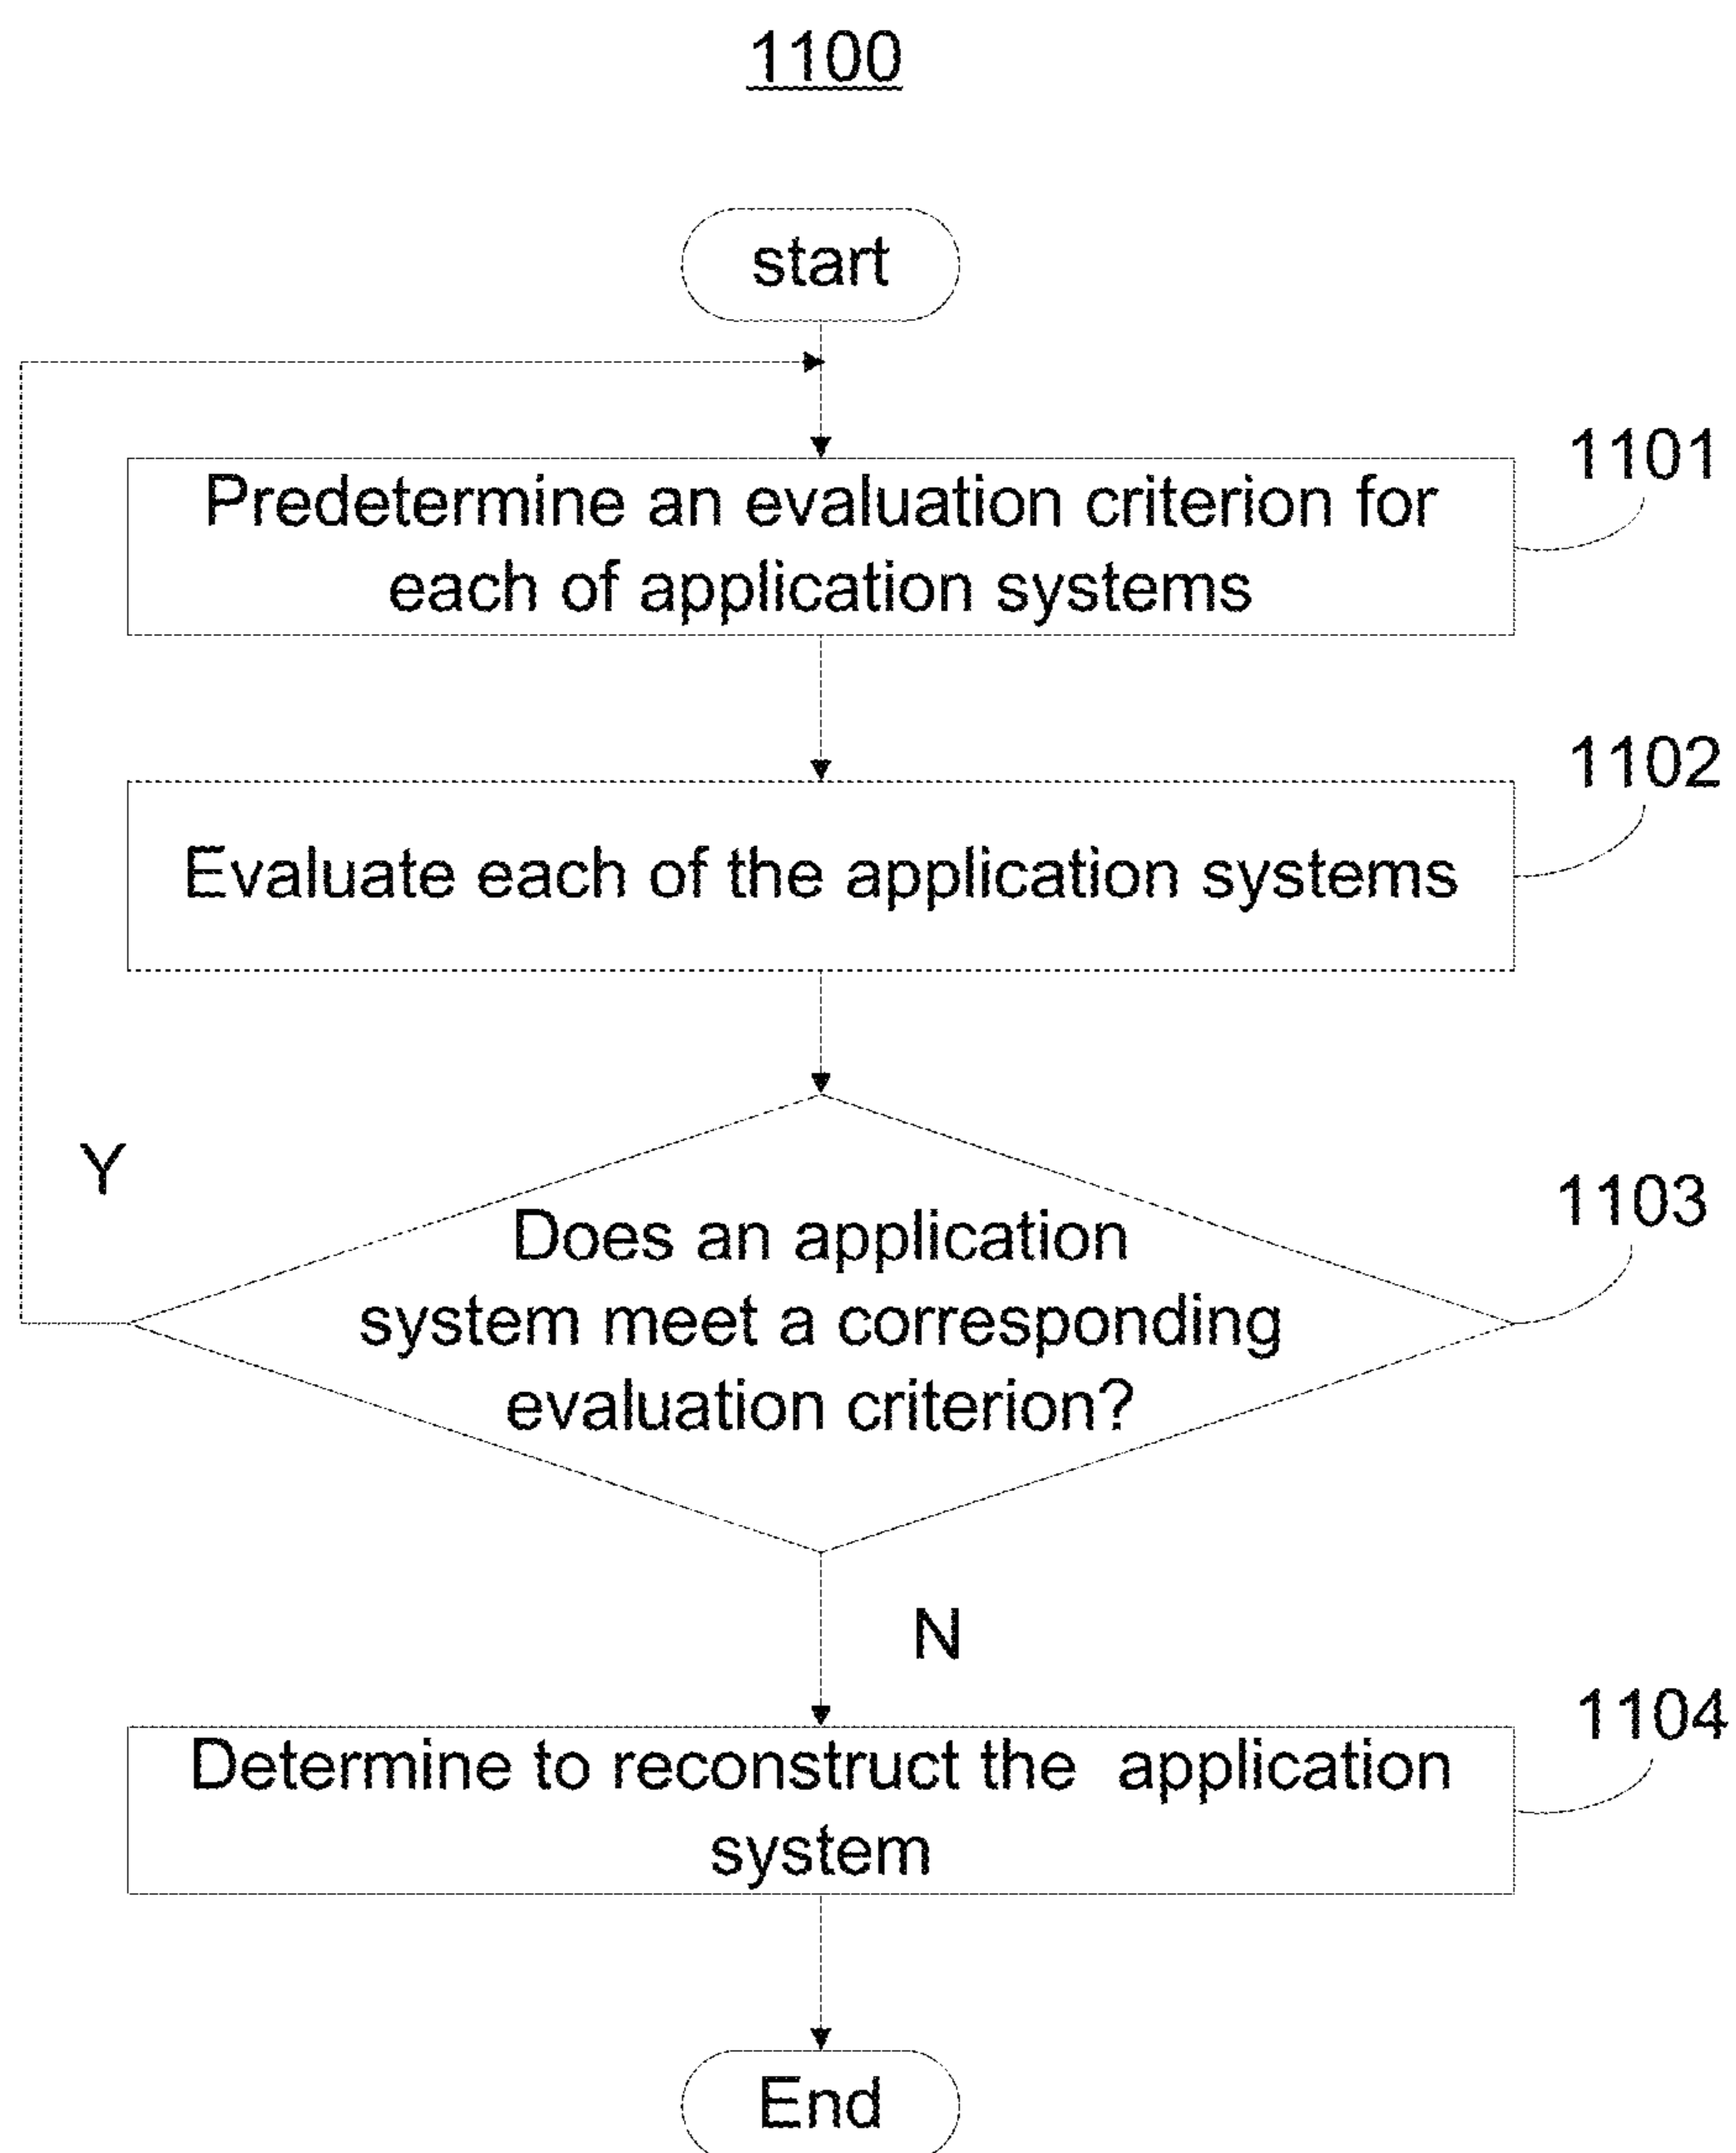 1100
start
1101
Predetermine an evaluation criterion for
each of application systems
1102
Evaluate each of the application systems
Y
1103
Does an application
system meet a corresponding
evaluation criterion?
N
1104
Determine to reconstruct the application
system
End